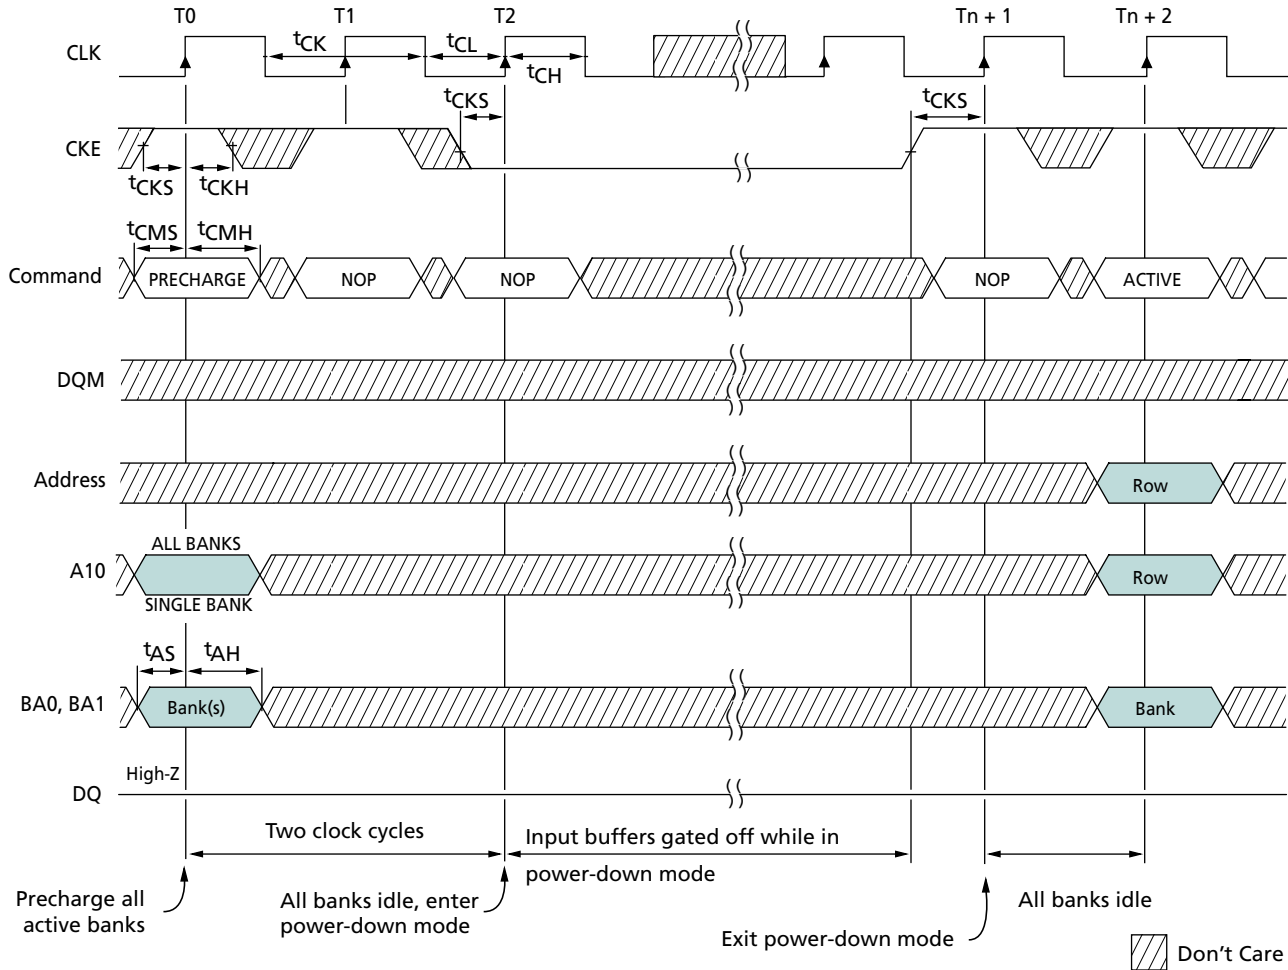 T0 T1 T2 Tn + 1 Tn + 2
CLK
tCK tCL
tCH
tCKS tCKS
CKE
tCKS tCKH
tCMS tCMH
Command PRECHARGE NOP NOP NOP ACTIVE
DQM
Address Row
ALL BANKS
A10 Row
SINGLE BANK
tAS tAH
BA0, BA1 Bank(s) Bank
High-Z
DQ
Two clock cycles
Input buffers gated off while in
power-down mode
Precharge all
active banks
All banks idle, enter
power-down mode
Exit power-down mode
All banks idle
Don't Care